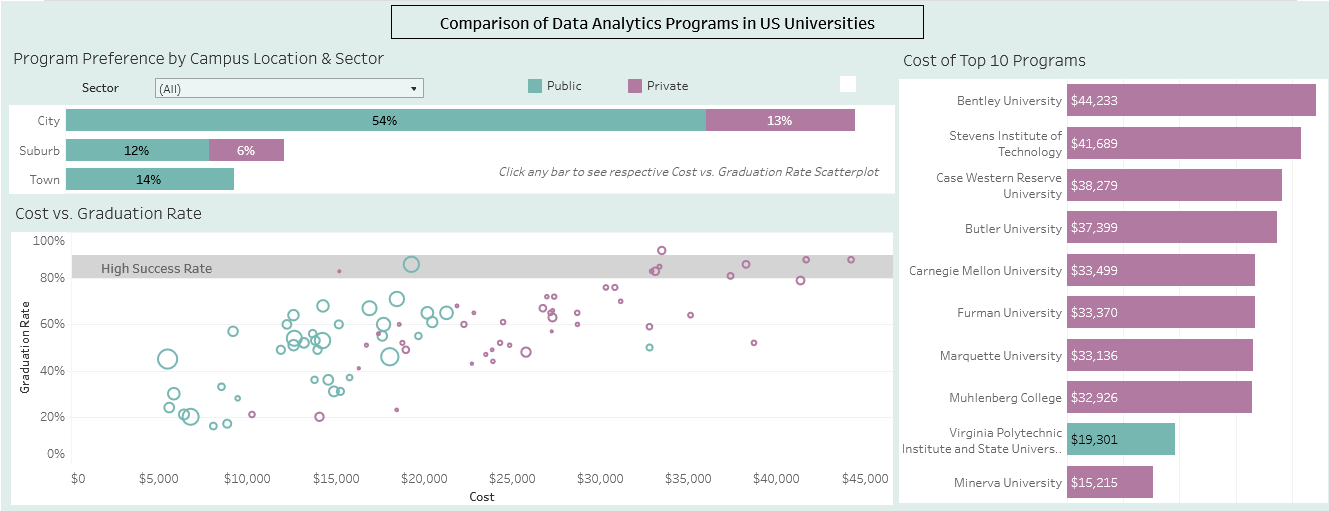 Comparison of Data Analytics Programs in US Universities
Program Preference by Campus Location & Sector
Sector
(All)
Public
Private
City
54%
13%
Suburb
12%
6%
Town
14%
Click any bar to see respective Cost vs. Graduation Rate Scatterplot
Cost vs. Graduation Rate
Graduation Rate
100%
80%
60%
40%
20%
0%
High Success Rate
$0
$5,000
$10,000
$15,000
$20,000
$25,000
$30,000
$35,000
$40,000
$45,000
Cost
Cost of Top 10 Programs
Bentley University
$44,233
Stevens Institute of
Technology
$41,689
Case Western Reserve
University
$38,279
Butler University
$37,399
Carnegie Mellon University
$33,499
Furman University
$33,370
Marquette University
$33,136
Muhlenberg College
$32,926
Virginia Polytechnic
Institute and State Univers..
$19,301
Minerva University
$15,215